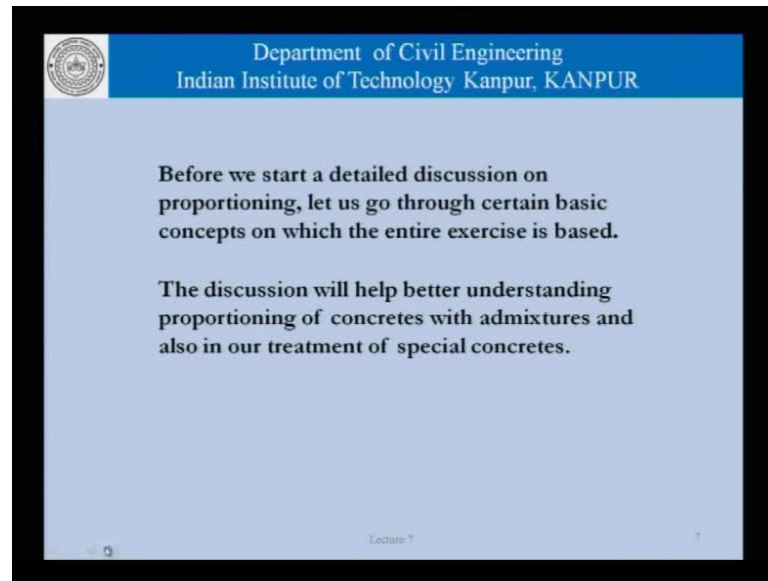 Department of Civil Engineering
Indian Institute of Technology Kanpur, KANPUR
Before we start a detailed discussion on
proportioning, let us go through certain basic
concepts on which the entire exercise is based.
The discussion will help better understanding
proportioning of concretes with admixtures and
also in our treatment of special concretes.
Lecture 7
7